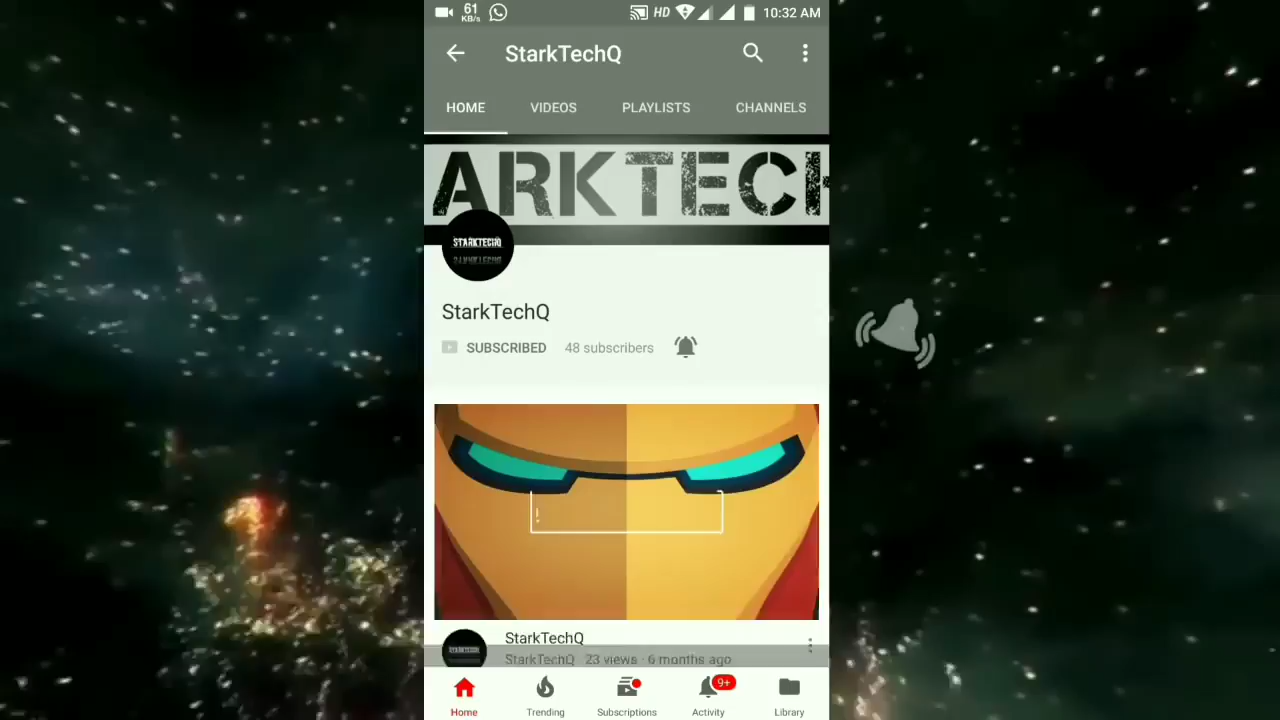 61
KB/s
HD
10:32 AM
StarkTechQ
HOME VIDEOS PLAYLISTS CHANNELS
ARKTECH
STARKTECHQ
StarkTechQ
SUBSCRIBED 48 subscribers
!
StarkTechQ
StarkTechQ 23 views · 6 months ago
9+
Home Trending Subscriptions Activity Library